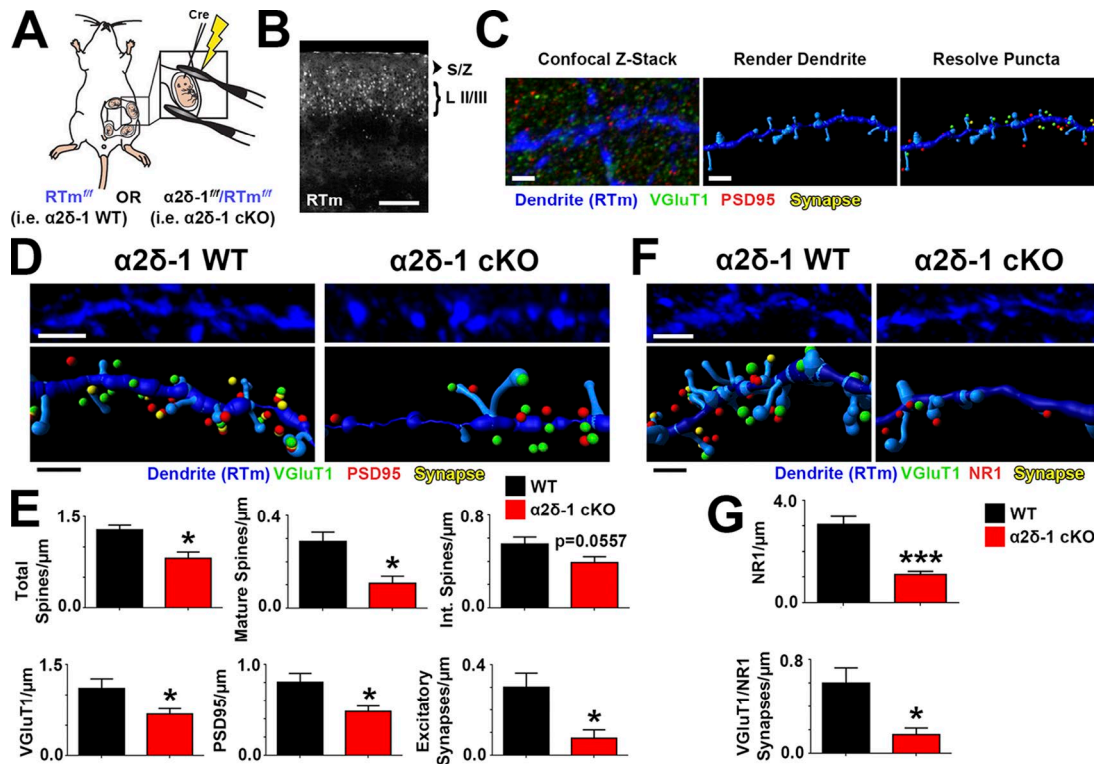 A
Cre
RTm f/f OR α2δ-1 f/f/RTm f/f
(i.e. α2δ-1 WT) (i.e. α2δ-1 cKO)
B
S/Z
L II/III
RTm
C
Confocal Z-Stack Render Dendrite Resolve Puncta
Dendrite (RTm) VGluT1 PSD95 Synapse
D
α2δ-1 WT α2δ-1 cKO
Dendrite (RTm) VGluT1 PSD95 Synapse
F
α2δ-1 WT α2δ-1 cKO
Dendrite (RTm) VGluT1 NR1 Synapse
E
WT
α2δ-1 cKO
Total
Spines/µm
1.5
0.0
*
Mature Spines/µm
0.4
0.0
*
Int. Spines/µm
0.8
0.0
p=0.0557
VGluT1/µm
1.5
0.0
*
PSD95/µm
1.0
0.0
*
Excitatory
Synapses/µm
0.4
0.0
*
G
WT
α2δ-1 cKO
NR1/µm
4.0
0.0
***
VGluT1/NR1
Synapses/µm
0.8
0.0
*